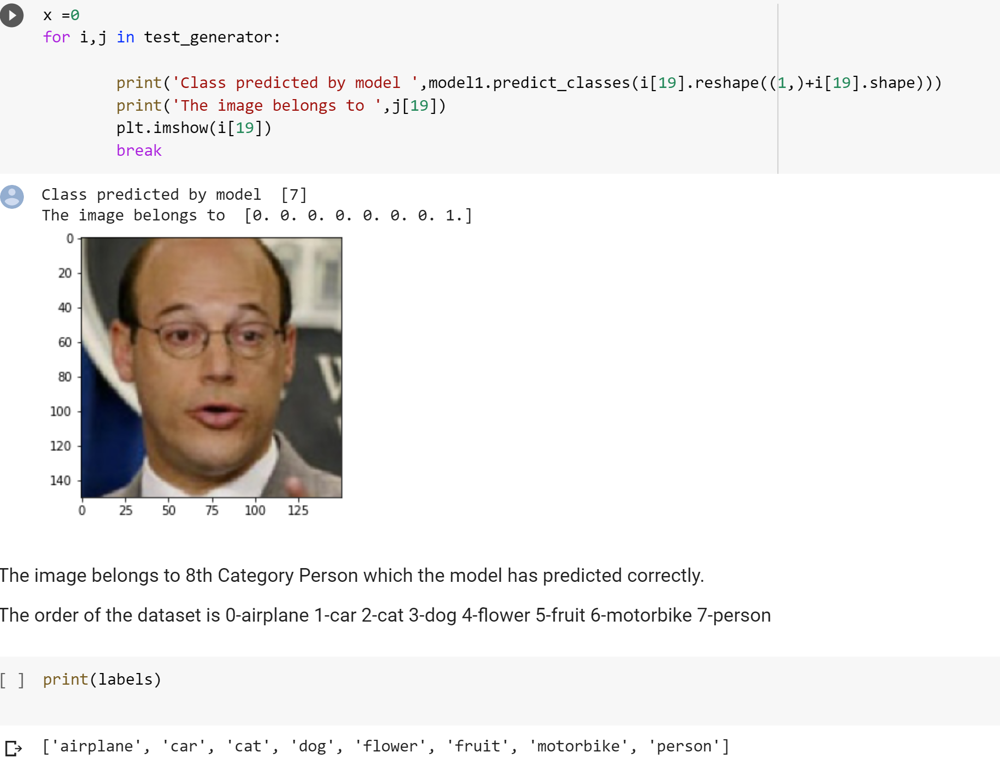 x =0
for i,j in test_generator:
print('Class predicted by model ',model1.predict_classes(i[19].reshape((1,)+i[19].shape)))
print('The image belongs to ',j[19])
plt.imshow(i[19])
break
Class predicted by model  [7]
The image belongs to  [0. 0. 0. 0. 0. 0. 0. 1.]
0
20
40
60
80
100
120
140
0 25 50 75 100 125
The image belongs to 8th Category Person which the model has predicted correctly.
The order of the dataset is 0-airplane 1-car 2-cat 3-dog 4-flower 5-fruit 6-motorbike 7-person
[ ] print(labels)
['airplane', 'car', 'cat', 'dog', 'flower', 'fruit', 'motorbike', 'person']